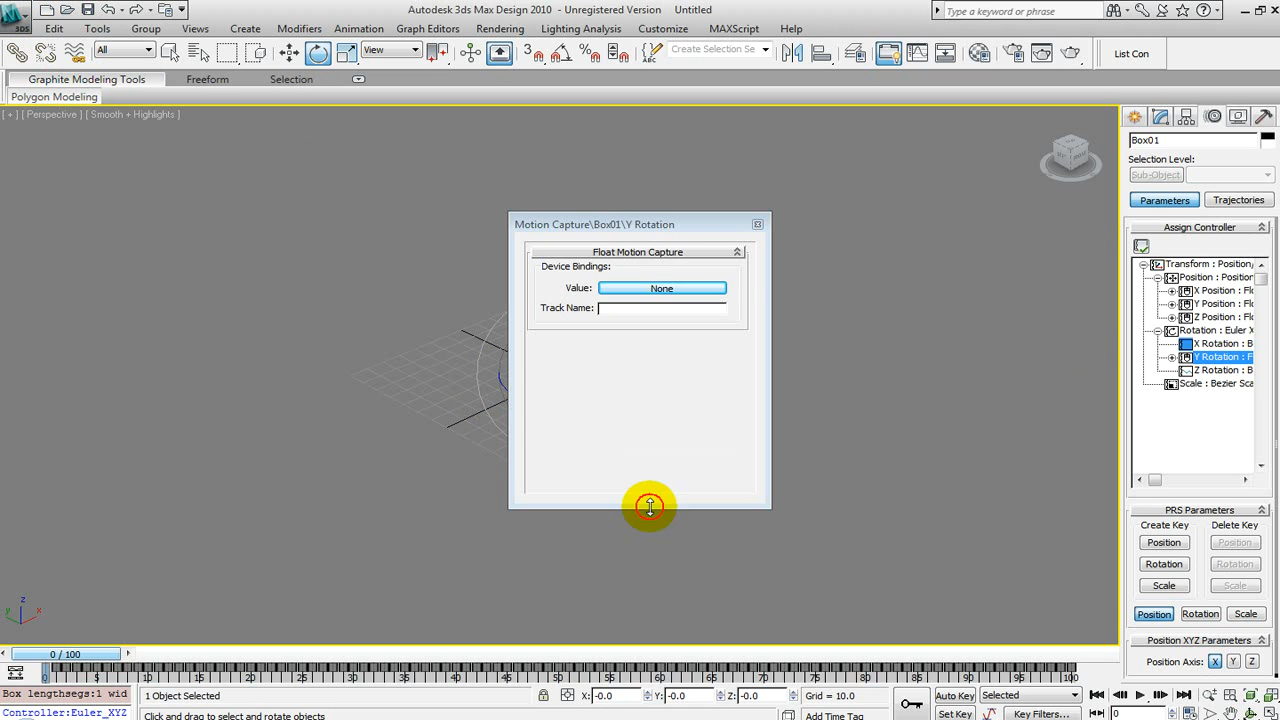 Autodesk 3ds Max Design 2010 - Unregistered Version Untitled
Type a keyword or phrase
3DS
Edit Tools Group Views Create Modifiers Animation Graph Editors Rendering Lighting Analysis Customize MAXScript Help
All View 3 ABC Create Selection Se List Con
Graphite Modeling Tools Freeform Selection
Polygon Modeling
[ + ] [ Perspective ] [ Smooth + Highlights ]
Box01
Selection Level:
Sub-Object
Parameters Trajectories
Assign Controller
Transform : Position,
Position : Position
X Position : Flo
Y Position : Flo
Z Position : Flo
Rotation : Euler X
X Rotation : B
Y Rotation : F
Z Rotation : B
Scale : Bezier Sca
Motion Capture\Box01\Y Rotation
Float Motion Capture
Device Bindings:
Value: None
Track Name:
PRS Parameters
Create Key Delete Key
Position Position
Rotation Rotation
Scale Scale
Position Rotation Scale
Position XYZ Parameters
Position Axis: X Y Z
z
y x
0 / 100
0 5 10 15 20 25 30 35 40 45 50 55 60 65 70 75 80 85 90 95 100
Box lengthsegs:1 wid 1 Object Selected X: -0.0 Y: -0.0 Z: -0.0 Grid = 10.0 Auto Key Selected
Controller:Euler_XYZ Click and drag to select and rotate objects Add Time Tag Set Key Key Filters... 0